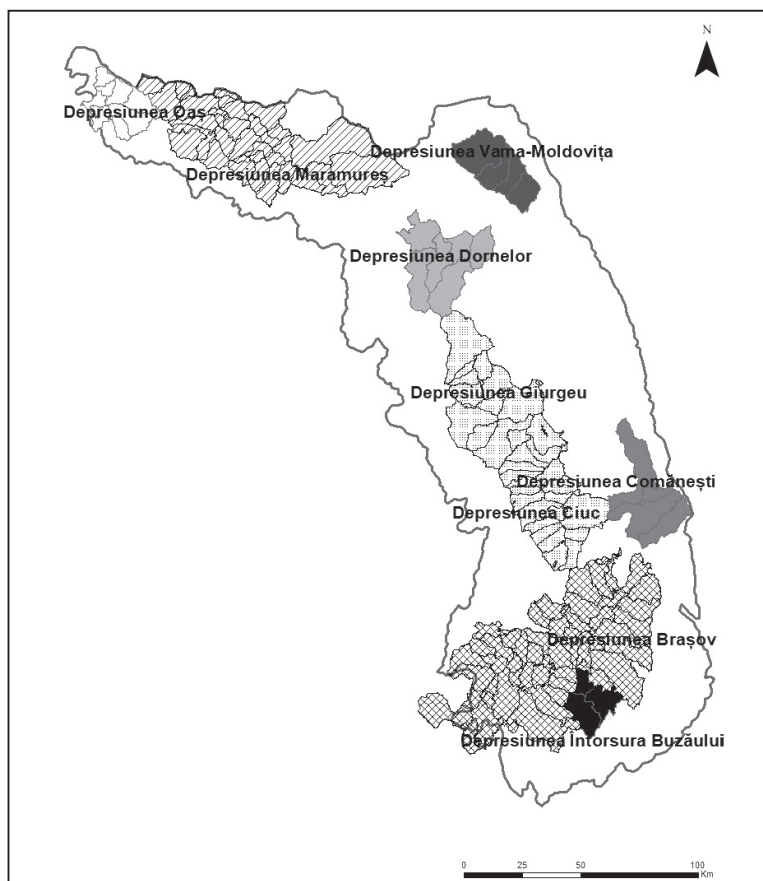 N
Depresiunea Oaș
Depresiunea Vama-Moldovița
Depresiunea Maramureș
Depresiunea Dornelor
Depresiunea Giurgeu
Depresiunea Comănești
Depresiunea Ciuc
Depresiunea Brașov
Depresiunea Întorsura Buzăului
0 25 50 100
Km